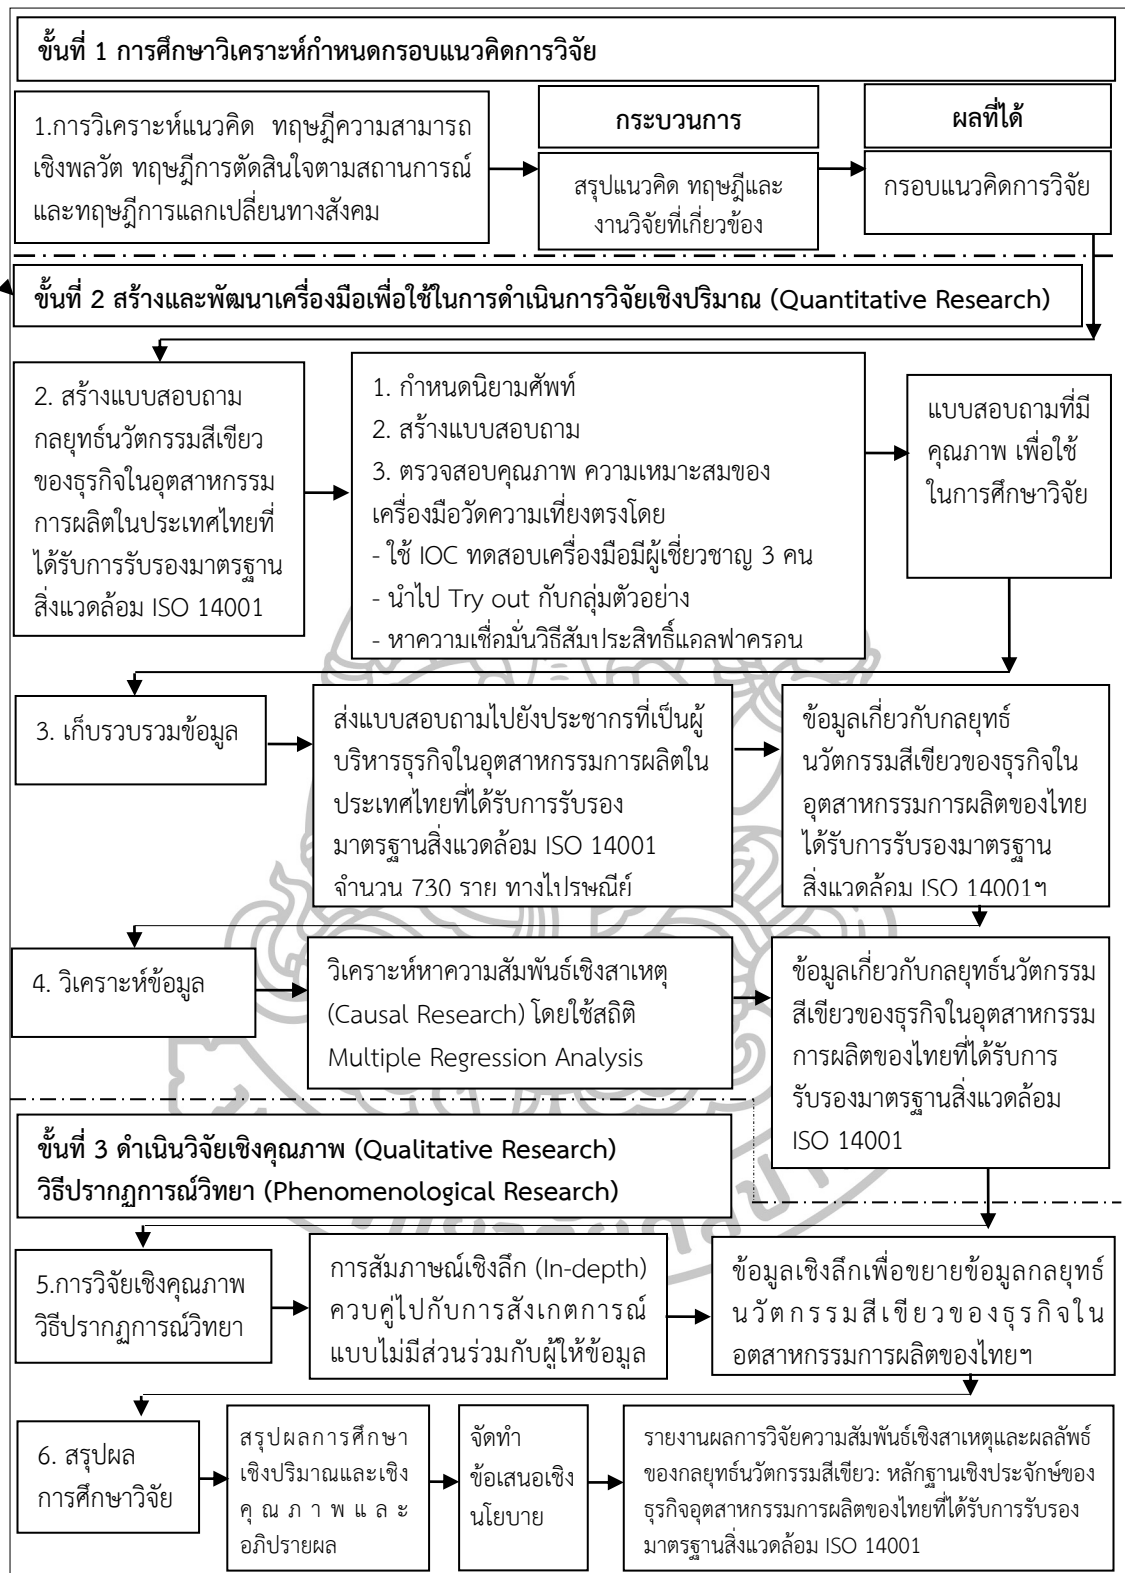 ขั้นที่ 1 การศึกษาวิเคราะห์กำหนดกรอบแนวคิดการวิจัย
1.การวิเคราะห์แนวคิด ทฤษฎีความสามารถ
เชิงพลวัต ทฤษฎีการตัดสินใจตามสถานการณ์
และทฤษฎีการแลกเปลี่ยนทางสังคม
กระบวนการ
สรุปแนวคิด ทฤษฎีและ
งานวิจัยที่เกี่ยวข้อง
ผลที่ได้
กรอบแนวคิดการวิจัย
ขั้นที่ 2 สร้างและพัฒนาเครื่องมือเพื่อใช้ในการดำเนินการวิจัยเชิงปริมาณ (Quantitative Research)
2. สร้างแบบสอบถาม
กลยุทธ์นวัตกรรมสีเขียว
ของธุรกิจในอุตสาหกรรม
การผลิตในประเทศไทยที่
ได้รับการรับรองมาตรฐาน
สิ่งแวดล้อม ISO 14001
1. กำหนดนิยามศัพท์
2. สร้างแบบสอบถาม
3. ตรวจสอบคุณภาพ ความเหมาะสมของ
เครื่องมือวัดความเที่ยงตรงโดย
- ใช้ IOC ทดสอบเครื่องมือมีผู้เชี่ยวชาญ 3 คน
- นำไป Try out กับกลุ่มตัวอย่าง
- หาความเชื่อมั่นวิธีสัมประสิทธิ์แอลฟาครอน
แบบสอบถามที่มี
คุณภาพ เพื่อใช้
ในการศึกษาวิจัย
3. เก็บรวบรวมข้อมูล
ส่งแบบสอบถามไปยังประชากรที่เป็นผู้
บริหารธุรกิจในอุตสาหกรรมการผลิตใน
ประเทศไทยที่ได้รับการรับรอง
มาตรฐานสิ่งแวดล้อม ISO 14001
จำนวน 730 ราย ทางไปรษณีย์
ข้อมูลเกี่ยวกับกลยุทธ์
นวัตกรรมสีเขียวของธุรกิจใน
อุตสาหกรรมการผลิตของไทย
ได้รับการรับรองมาตรฐาน
สิ่งแวดล้อม ISO 14001ฯ
4. วิเคราะห์ข้อมูล
วิเคราะห์หาความสัมพันธ์เชิงสาเหตุ
(Causal Research) โดยใช้สถิติ
Multiple Regression Analysis
ข้อมูลเกี่ยวกับกลยุทธ์นวัตกรรม
สีเขียวของธุรกิจในอุตสาหกรรม
การผลิตของไทยที่ได้รับการ
รับรองมาตรฐานสิ่งแวดล้อม
ISO 14001
ขั้นที่ 3 ดำเนินวิจัยเชิงคุณภาพ (Qualitative Research)
วิธีปรากฏการณ์วิทยา (Phenomenological Research)
5.การวิจัยเชิงคุณภาพ
วิธีปรากฏการณ์วิทยา
การสัมภาษณ์เชิงลึก (In-depth)
ควบคู่ไปกับการสังเกตการณ์
แบบไม่มีส่วนร่วมกับผู้ให้ข้อมูล
ข้อมูลเชิงลึกเพื่อขยายข้อมูลกลยุทธ์
นวัตกรรมสีเขียวของธุรกิจใน
อุตสาหกรรมการผลิตของไทยฯ
6. สรุปผล
การศึกษาวิจัย
สรุปผลการศึกษา
เชิงปริมาณและเชิง
คุณภาพและ
อภิปรายผล
จัดทำ
ข้อเสนอเชิง
นโยบาย
รายงานผลการวิจัยความสัมพันธ์เชิงสาเหตุและผลลัพธ์
ของกลยุทธ์นวัตกรรมสีเขียว: หลักฐานเชิงประจักษ์ของ
ธุรกิจอุตสาหกรรมการผลิตของไทยที่ได้รับการรับรอง
มาตรฐานสิ่งแวดล้อม ISO 14001